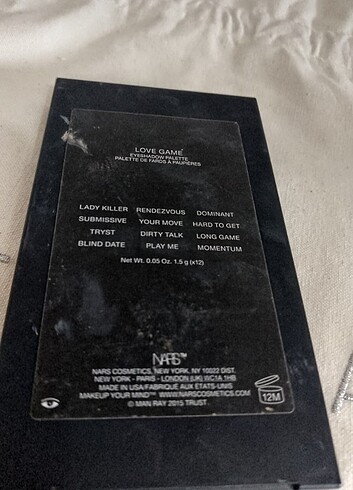 LOVE GAME
EYESHADOW PALETTE
PALETTE DE FARDS À PAUPIÈRES
LADY KILLER RENDEZVOUS DOMINANT
SUBMISSIVE YOUR MOVE HARD TO GET
TRYST DIRTY TALK LONG GAME
BLIND DATE PLAY ME MOMENTUM
Net Wt. 0.05 Oz. 1.5 g (x12)
NARS™
NARS COSMETICS, NEW YORK, NY 10022 DIST.
NEW YORK - PARIS - LONDON (UK) WC1A 1HB
MADE IN USA/FABRIQUÉ AUX ÉTATS-UNIS
MAKEUP YOUR MIND™ WWW.NARSCOSMETICS.COM
© MAN RAY 2015 TRUST
12M